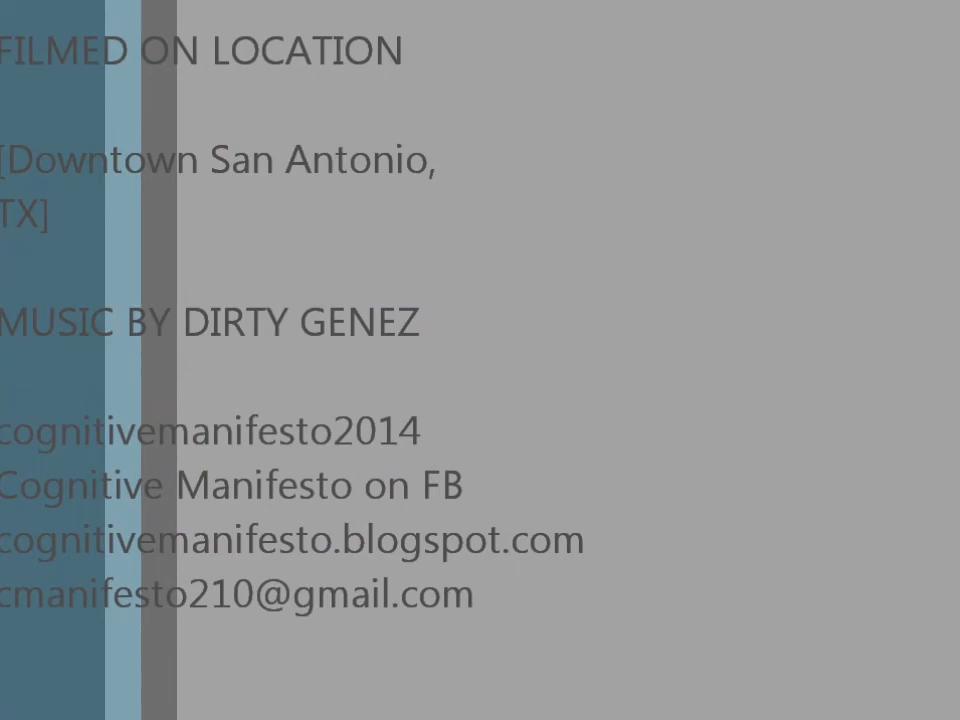 FILMED ON LOCATION
[Downtown San Antonio,
TX]
MUSIC BY DIRTY GENEZ
cognitivemanifesto2014
Cognitive Manifesto on FB
cognitivemanifesto.blogspot.com
cmanifesto210@gmail.com